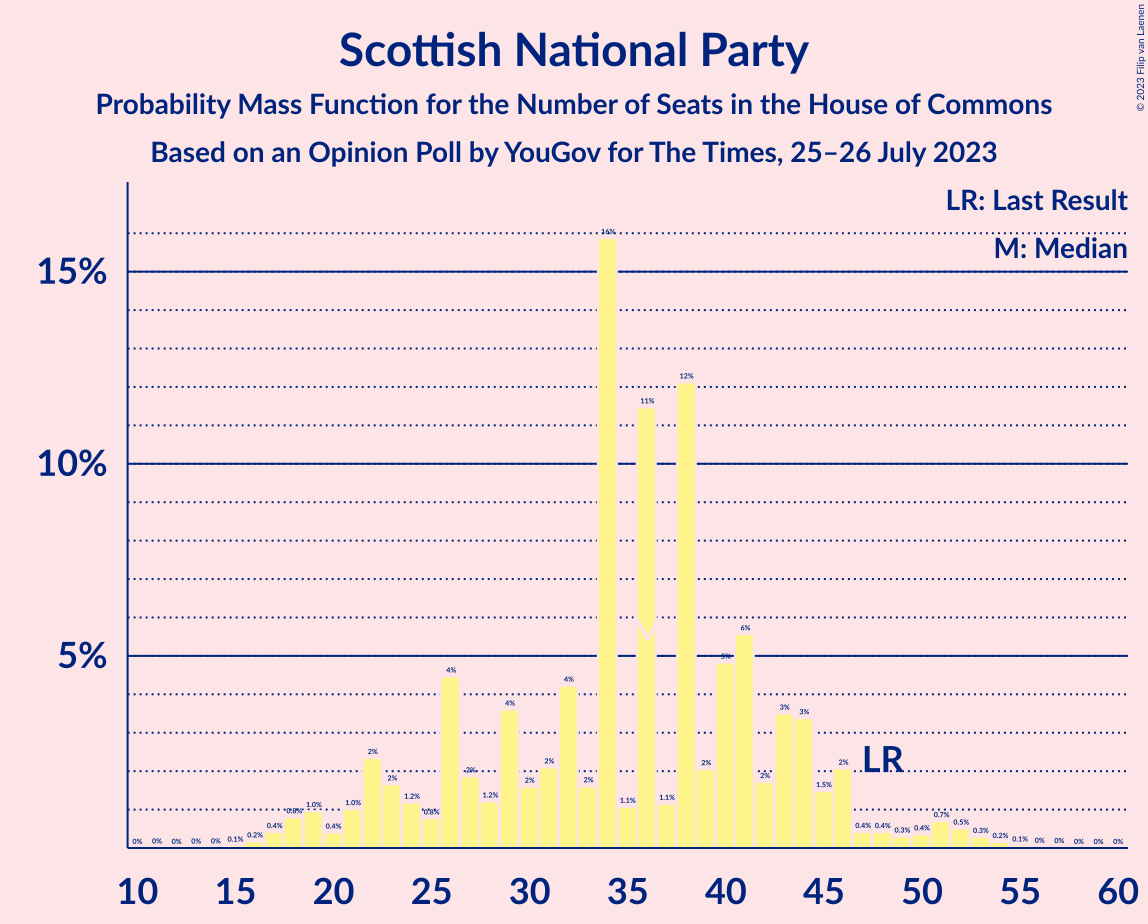 Scottish National Party
Probability Mass Function for the Number of Seats in the House of Commons
Based on an Opinion Poll by YouGov for The Times, 25–26 July 2023
© 2023 Filip van Laenen
LR: Last Result
M: Median
15%
10%
5%
0% 0% 0% 0% 0% 0.1% 0.2% 0.4% 0.8% 1.0% 0.4% 1.0% 2% 2% 1.2% 0.8% 4% 2% 1.2% 4% 2% 2% 4% 2% 16% 1.1% 11% 1.1% 12% 2% 5% 6% 2% 3% 3% 1.5% 2% 0.4% 0.4% 0.3% 0.4% 0.7% 0.5% 0.3% 0.2% 0.1% 0% 0% 0% 0% 0%
LR
10 15 20 25 30 35 40 45 50 55 60